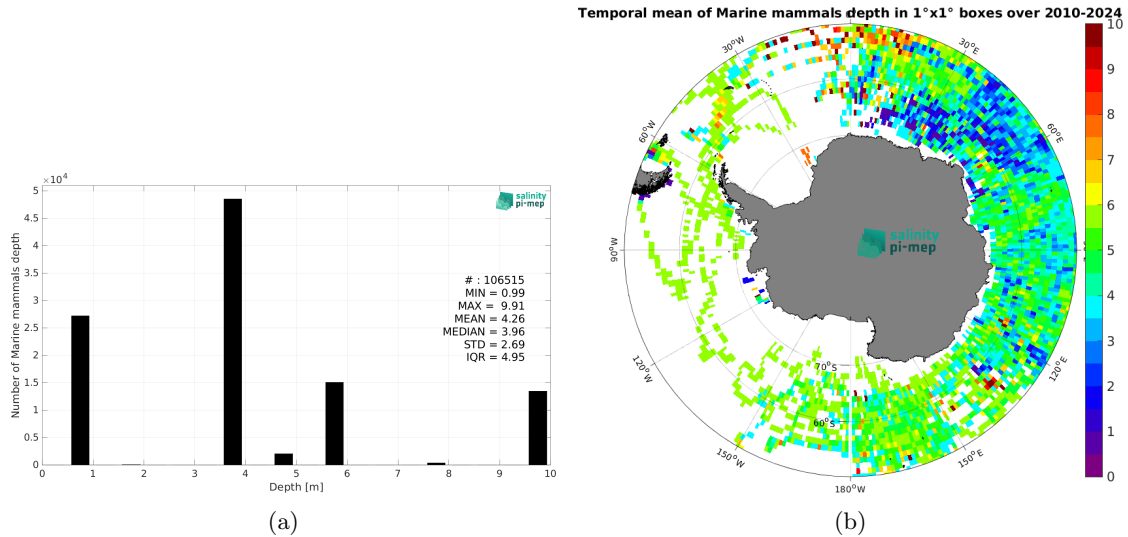 Temporal mean of Marine mammals depth in 1°x1° boxes over 2010-2024
×10⁴
5
4.5
4
3.5
3
2.5
2
1.5
1
0.5
0
Number of Marine mammals depth
salinity
pi-mep
# : 106515
MIN = 0.99
MAX = 9.91
MEAN = 4.26
MEDIAN = 3.96
STD = 2.69
IQR = 4.95
0 1 2 3 4 5 6 7 8 9 10
Depth [m]
(a)
0°
30°W
30°E
60°W
60°E
90°W
120°W
120°E
150°W
150°E
180°W
70°S
60°S
salinity
pi-mep
10
9
8
7
6
5
4
3
2
1
0
(b)